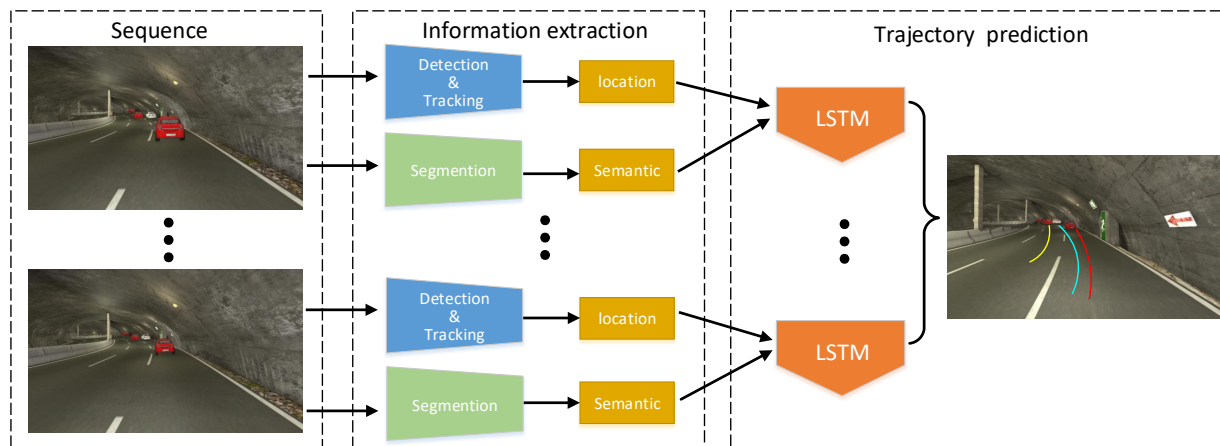 Sequence
Information extraction
Trajectory prediction
Detection
&
Tracking
location
LSTM
Segmention
Semantic
Detection
&
Tracking
location
LSTM
Segmention
Semantic